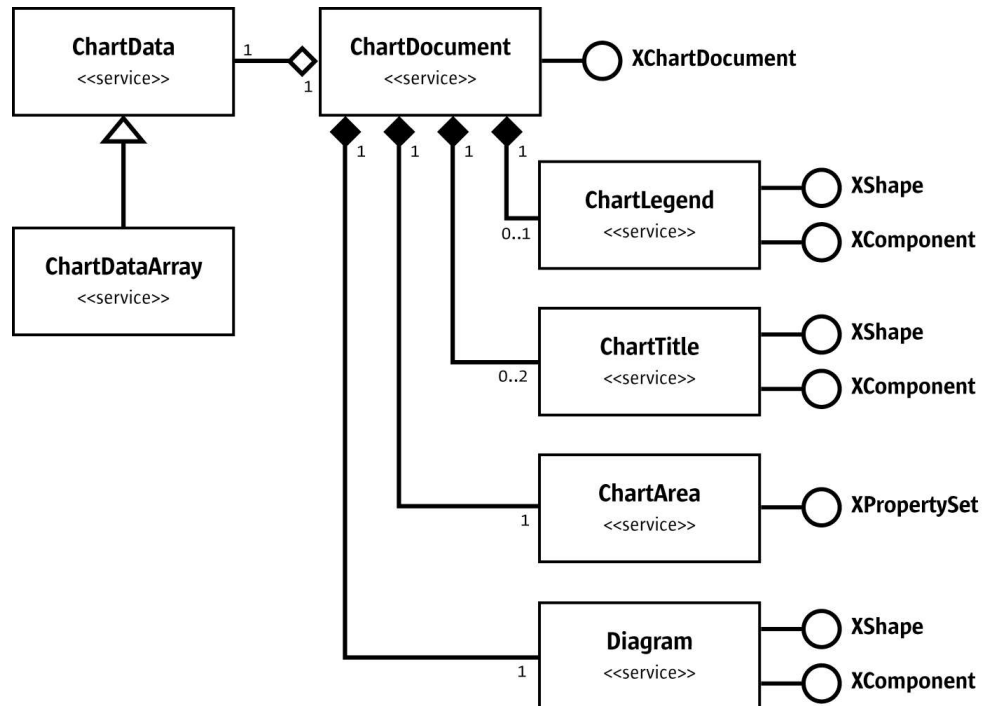 ChartData
<<service>>
1
1
ChartDocument
<<service>>
XChartDocument
1
1
1
1
ChartDataArray
<<service>>
ChartLegend
<<service>>
0..1
XShape
XComponent
ChartTitle
<<service>>
0..2
XShape
XComponent
ChartArea
<<service>>
1
XPropertySet
Diagram
<<service>>
1
XShape
XComponent